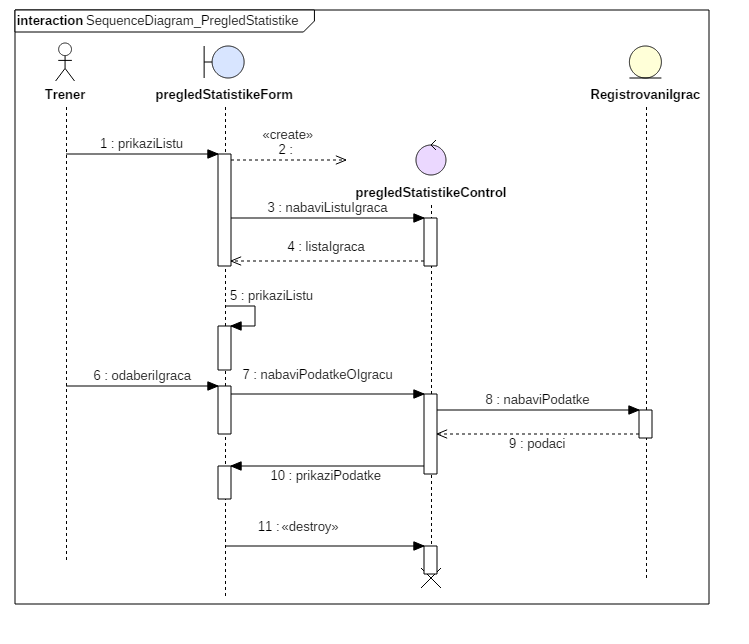 interaction SequenceDiagram_PregledStatistike
Trener
pregledStatistikeForm
RegistrovaniIgrac
1 : prikaziListu
«create»
2 :
pregledStatistikeControl
3 : nabaviListuIgraca
4 : listaIgraca
5 : prikaziListu
6 : odaberiIgraca
7 : nabaviPodatkeOIgracu
8 : nabaviPodatke
9 : podaci
10 : prikaziPodatke
11 : «destroy»